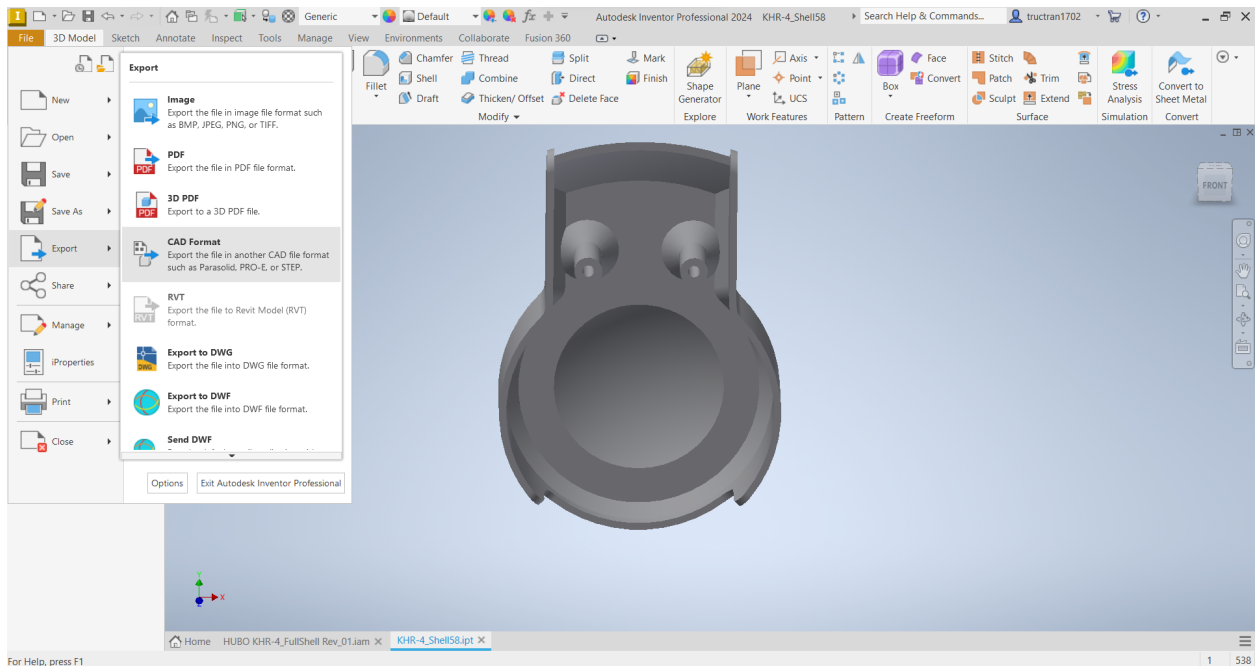 Generic
Default
fx
Autodesk Inventor Professional 2024 KHR-4_Shell58
Search Help & Commands...
tructran1702
File 3D Model Sketch Annotate Inspect Tools Manage View Environments Collaborate Fusion 360
Export
New
Open
Save
Save As
Export
Share
Manage
iProperties
Print
Close
Image
Export the file in image file format such
as BMP, JPEG, PNG, or TIFF.
PDF
PDF
Export the file in PDF file format.
3D PDF
PDF
Export to a 3D PDF file.
CAD Format
Export the file in another CAD file format
such as Parasolid, PRO-E, or STEP.
RVT
RVT
Export the file to Revit Model (RVT)
format.
Export to DWG
DWG
Export the file into DWG file format.
Export to DWF
Export the file into DWF file format.
Send DWF
Options
Exit Autodesk Inventor Professional
Fillet
Chamfer Thread Split Mark
Shell Combine Direct Finish
Draft Thicken/ Offset Delete Face
Modify
Shape
Generator
Explore
Plane
Axis
Point
UCS
Work Features
Pattern
Box
Face
Convert
Create Freeform
Stitch
Patch Trim
Sculpt Extend
Surface
Stress
Analysis
Simulation
Convert to
Sheet Metal
Convert
FRONT
Y
X
Z
Home HUBO KHR-4_FullShell Rev_01.iam KHR-4_Shell58.ipt
For Help, press F1
1 538